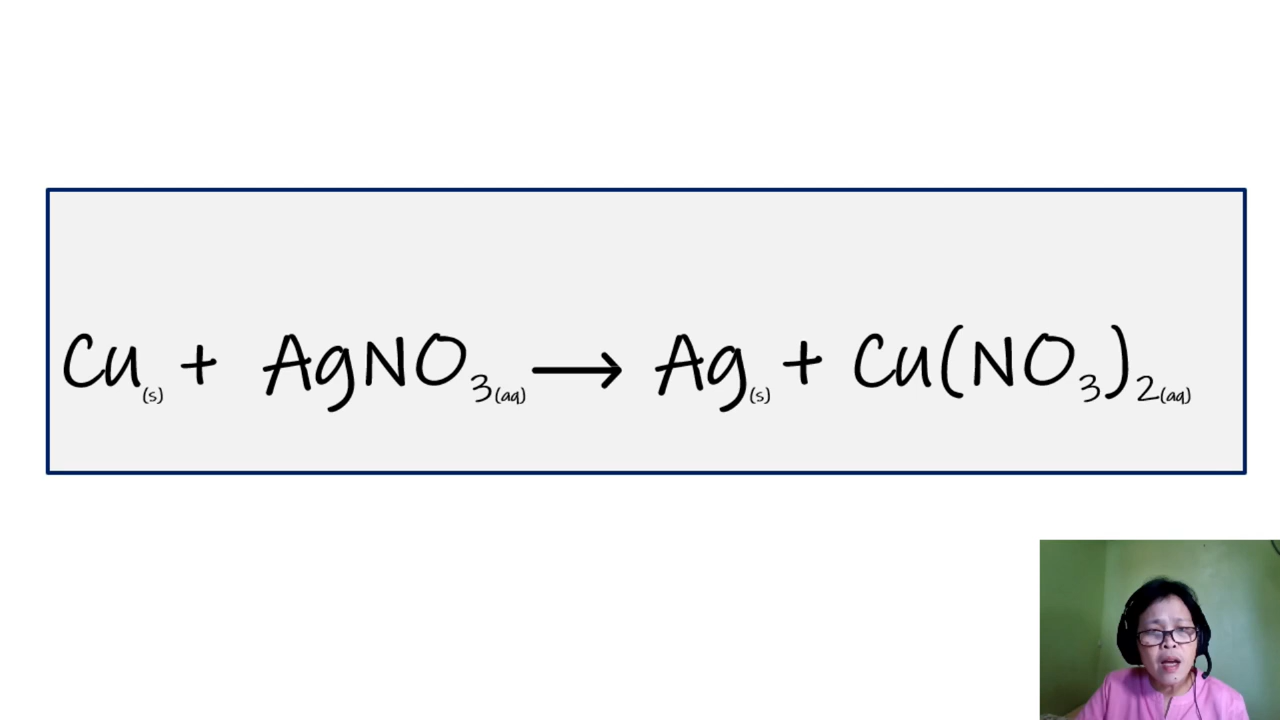 Cu(s) + AgNO3(aq) → Ag(s) + Cu(NO3)2(aq)